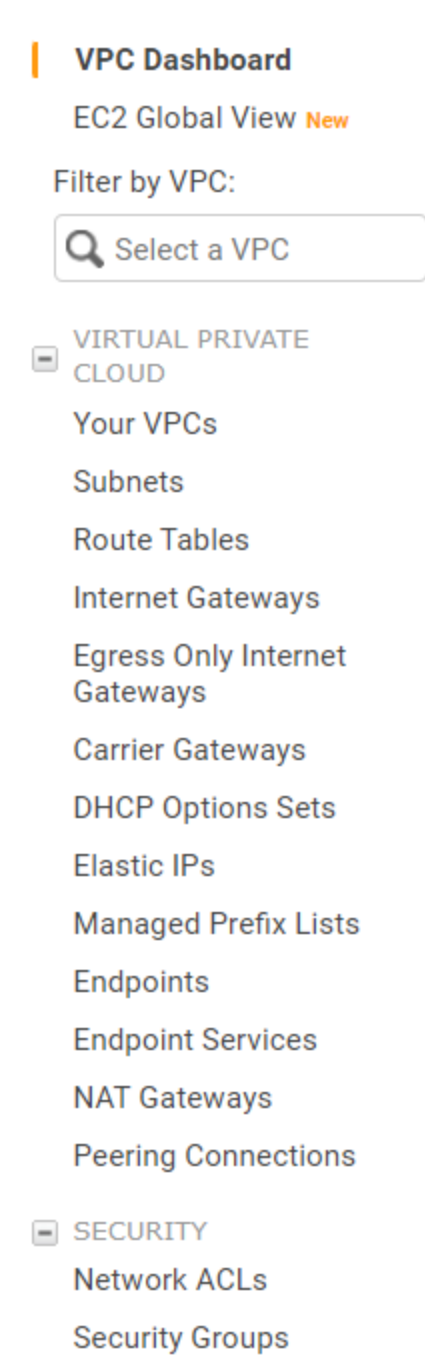 VPC Dashboard
EC2 Global View New
Filter by VPC:
Select a VPC
VIRTUAL PRIVATE
CLOUD
Your VPCs
Subnets
Route Tables
Internet Gateways
Egress Only Internet
Gateways
Carrier Gateways
DHCP Options Sets
Elastic IPs
Managed Prefix Lists
Endpoints
Endpoint Services
NAT Gateways
Peering Connections
SECURITY
Network ACLs
Security Groups